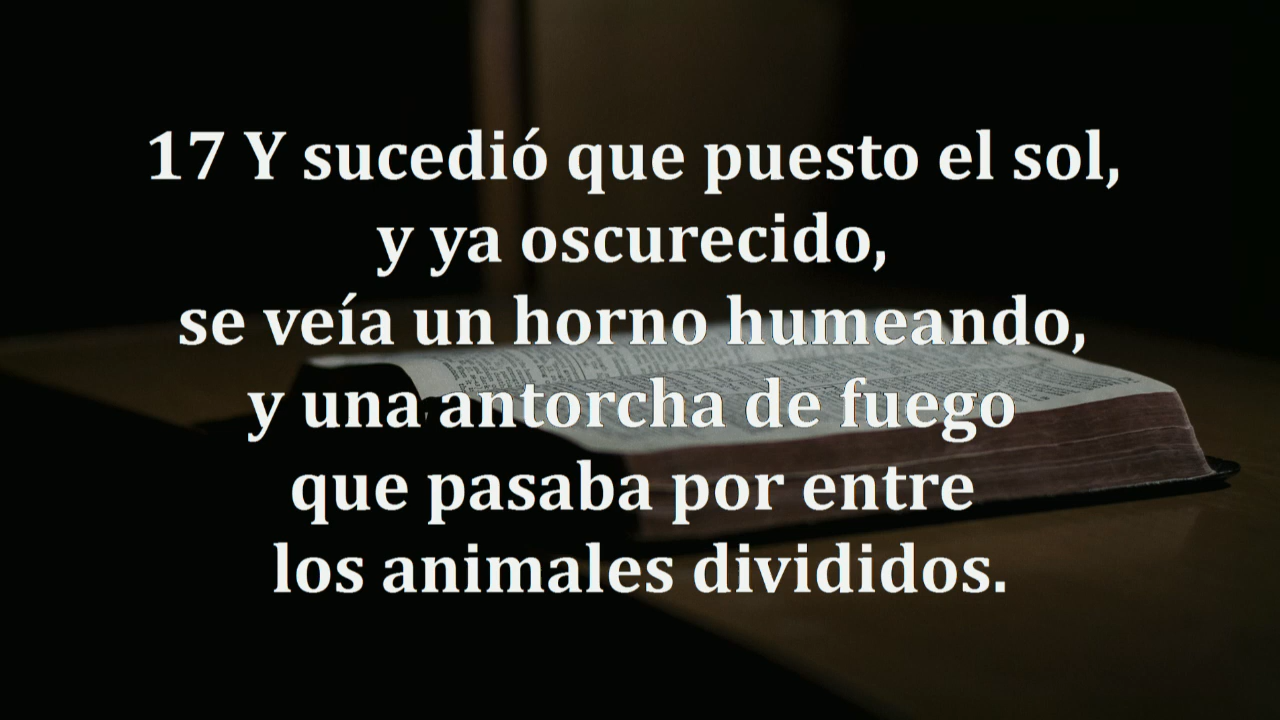 17 Y sucedió que puesto el sol,
y ya oscurecido,
se veía un horno humeando,
y una antorcha de fuego
que pasaba por entre
los animales divididos.